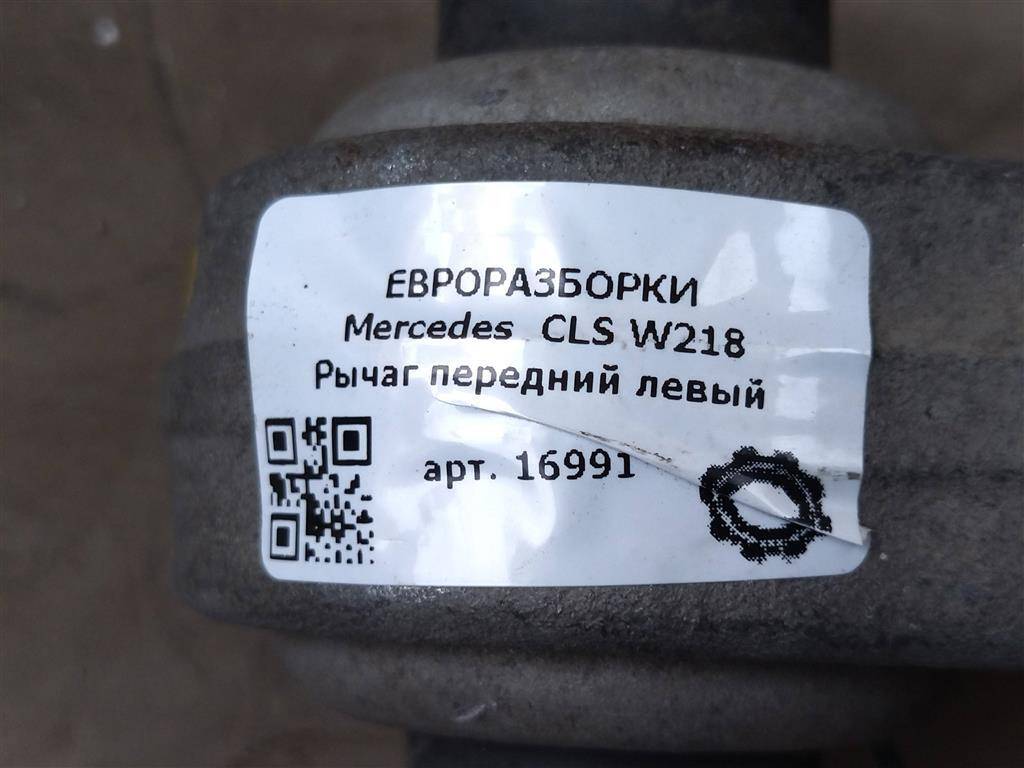 ЕВРОРАЗБОРКИ
Mercedes CLS W218
Рычаг передний левый
арт. 16991